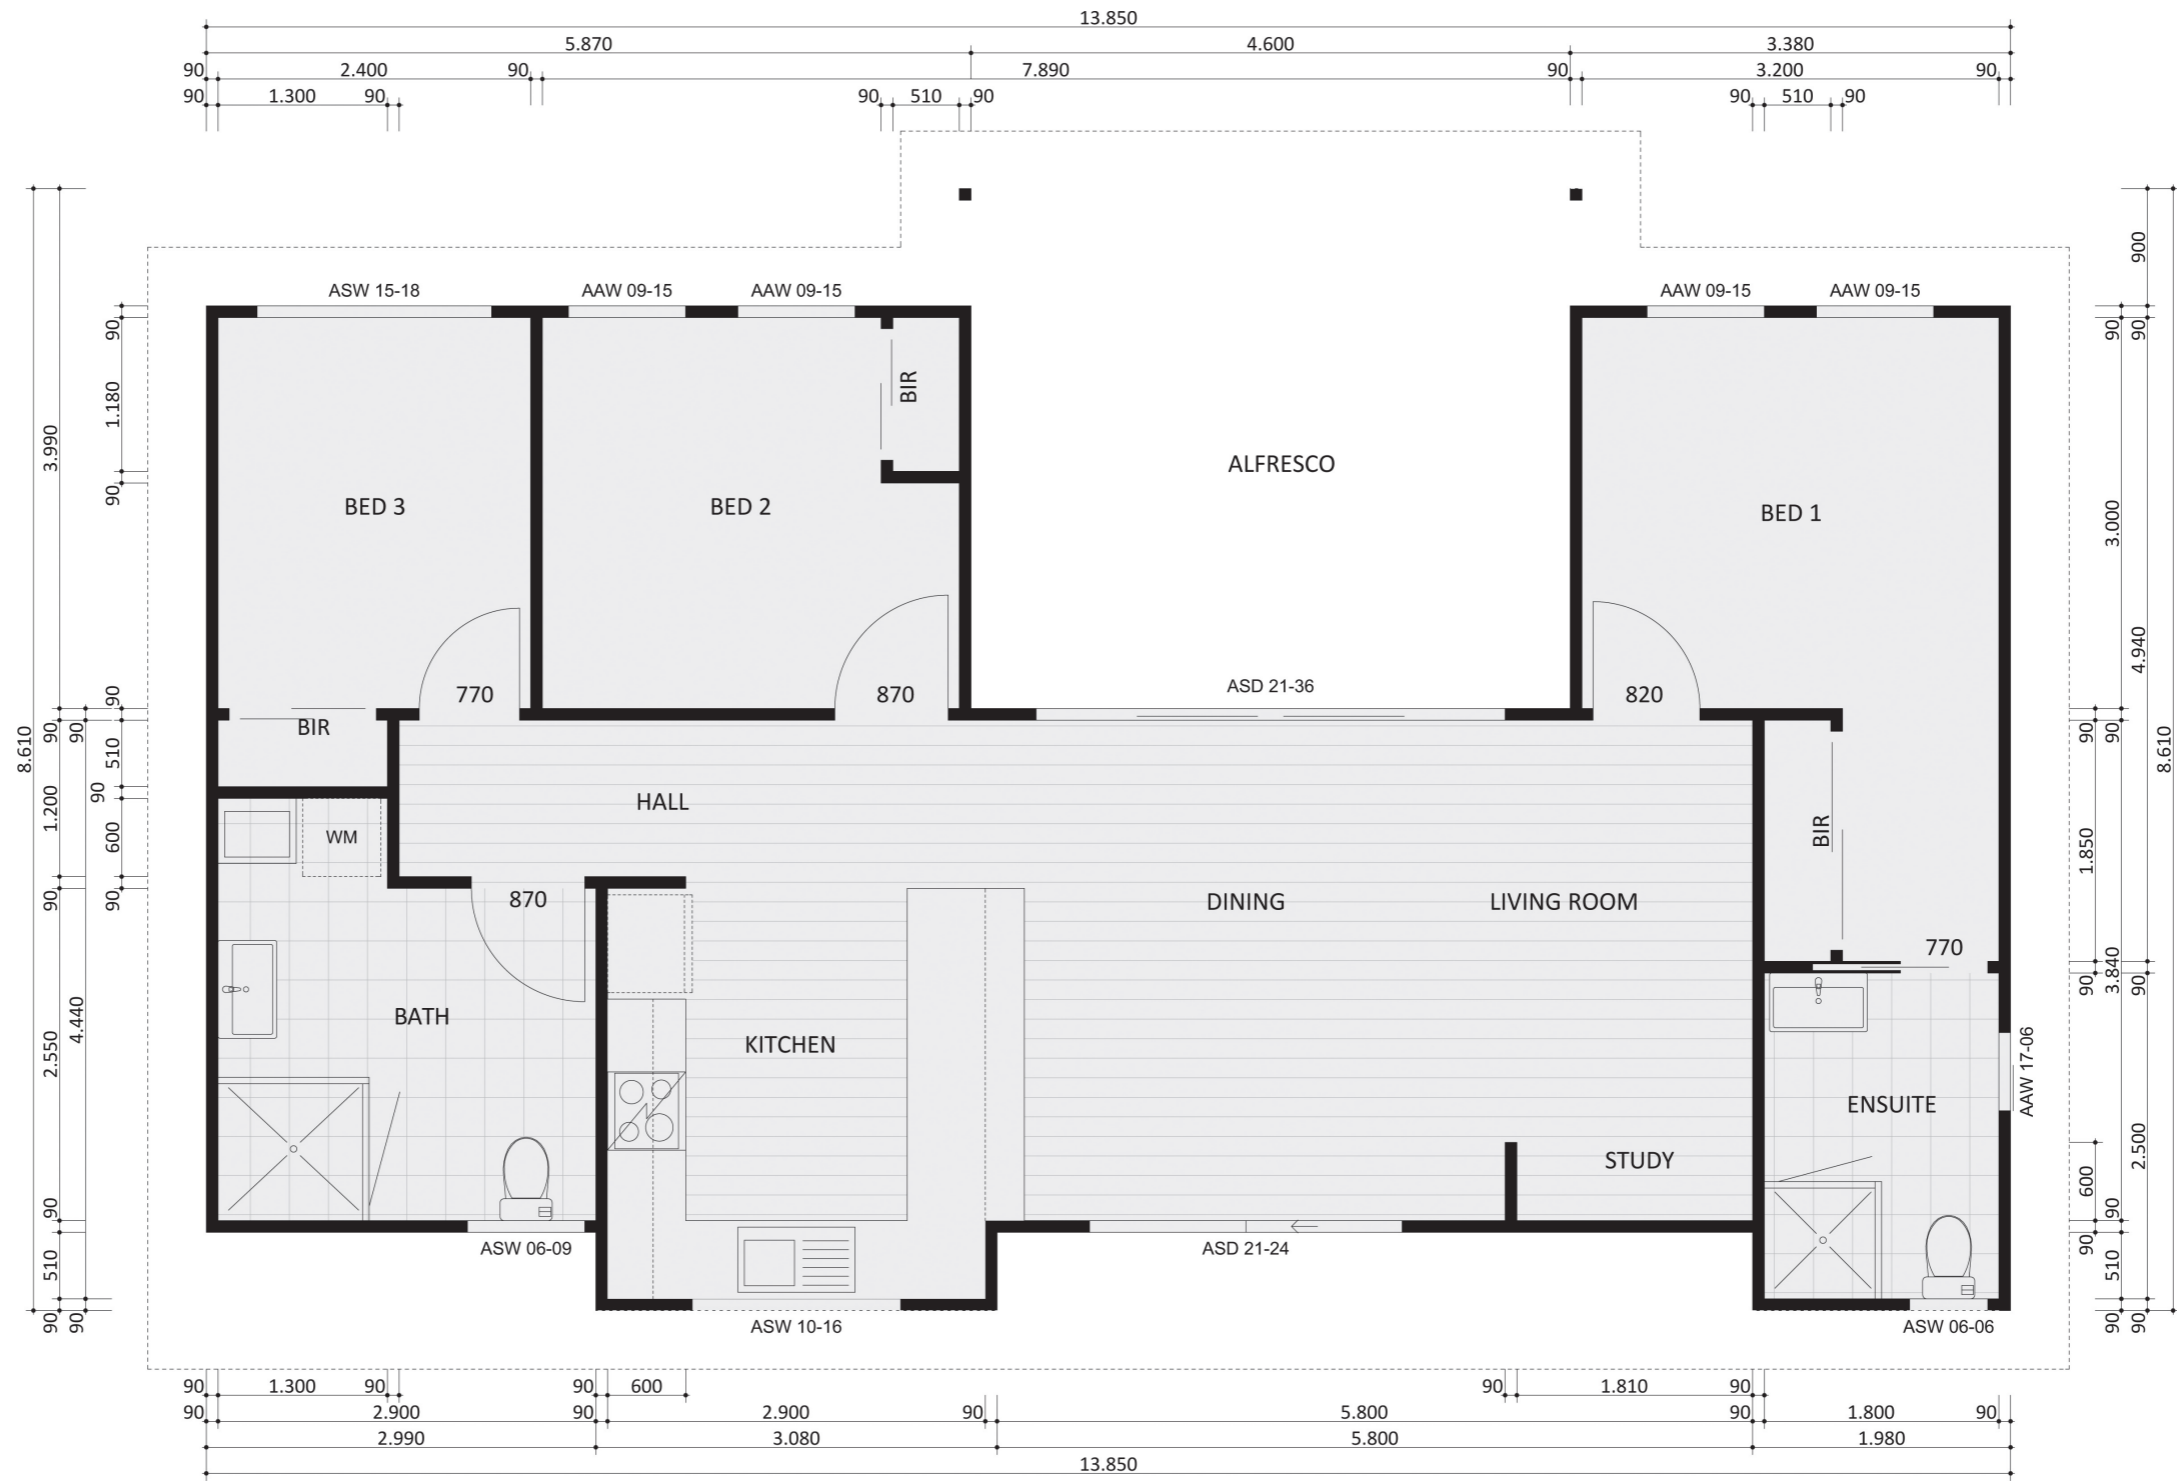 13.850
5.870 4.600 3.380
90 2.400 90 7.890 90 3.200 90
90 1.300 90 90 510 90 90 510 90
ASW 15-18 AAW 09-15 AAW 09-15 AAW 09-15 AAW 09-15
BED 3
BED 2
BIR
ALFRESCO
BED 1
770
870
ASD 21-36
820
BIR
HALL
WM
870
DINING
LIVING ROOM
BIR
770
BATH
KITCHEN
ENSUITE
STUDY
AAW 17-06
ASW 06-09
ASD 21-24
ASW 10-16
ASW 06-06
8.610
3.990
90
1.200
90
2.550
90
510
90
90
4.440
90
90
1.180
90
90
510
90
600
90
900
90
90
3.000
4.940
90
90
1.850
90
3.840
90
2.500
600
90
90
510
90
90
8.610
90 1.300 90 90 600 90 1.810 90
90 2.900 90 2.900 90 5.800 90 1.800 90
2.990 3.080 5.800 1.980
13.850